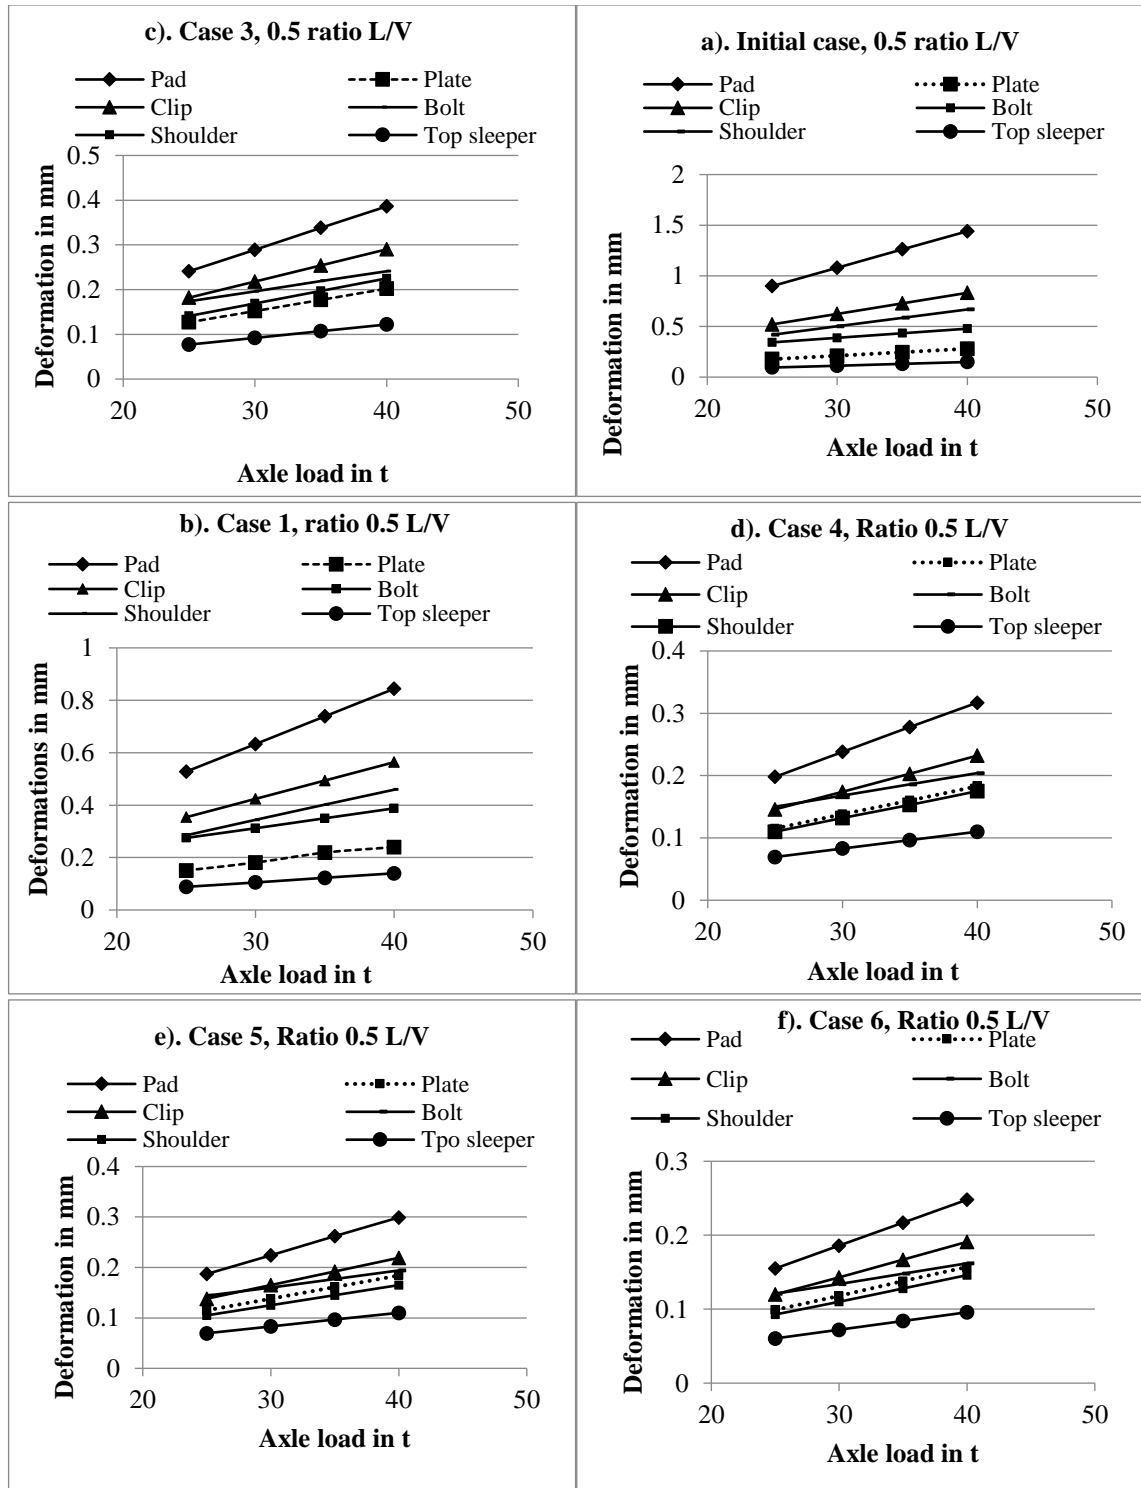 c). Case 3, 0.5 ratio L/V
Pad
Plate
Clip
Bolt
Shoulder
Top sleeper
0.5
0.4
0.3
0.2
0.1
0
20
30
40
50
Deformation in mm
Axle load in t
a). Initial case, 0.5 ratio L/V
Pad
Plate
Clip
Bolt
Shoulder
Top sleeper
2
1.5
1
0.5
0
20
30
40
50
Deformation in mm
Axle load in t
b). Case 1, ratio 0.5 L/V
Pad
Plate
Clip
Bolt
Shoulder
Top sleeper
1
0.8
0.6
0.4
0.2
0
20
30
40
50
Deformations in mm
Axle load in t
d). Case 4, Ratio 0.5 L/V
Pad
Plate
Clip
Bolt
Shoulder
Top sleeper
0.4
0.3
0.2
0.1
0
20
30
40
50
Deformation in mm
Axle load in t
e). Case 5, Ratio 0.5 L/V
Pad
Plate
Clip
Bolt
Shoulder
Tpo sleeper
0.4
0.3
0.2
0.1
0
20
30
40
50
Deformation in mm
Axle load in t
f). Case 6, Ratio 0.5 L/V
Pad
Plate
Clip
Bolt
Shoulder
Top sleeper
0.3
0.2
0.1
0
20
30
40
50
Deformation in mm
Axle load in t